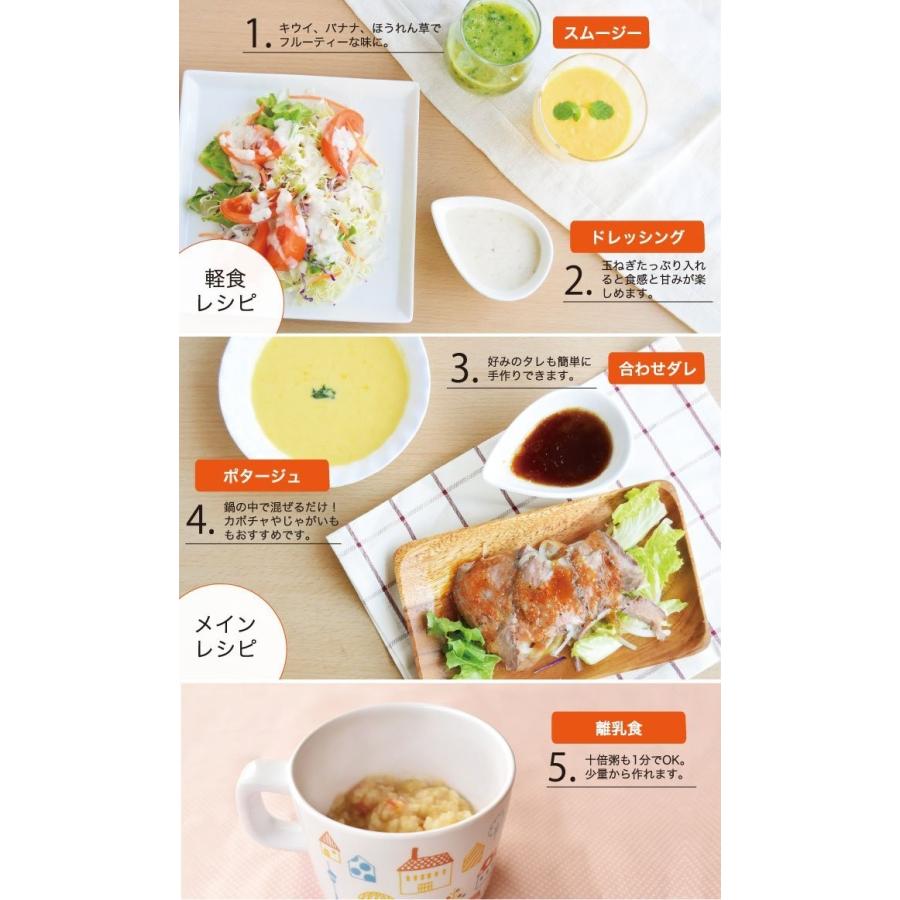 1.
キウイ、バナナ、ほうれん草で
フルーティーな味に。
スムージー
ドレッシング
2.
玉ねぎたっぷり入れ
ると食感と甘みが楽
しめます。
軽食
レシピ
3.
好みのタレも簡単に
手作りできます。
合わせダレ
ポタージュ
4.
鍋の中で混ぜるだけ！
カボチャやじゃがいも
もおすすめです。
メイン
レシピ
離乳食
5.
十倍粥も1分でOK。
少量から作れます。